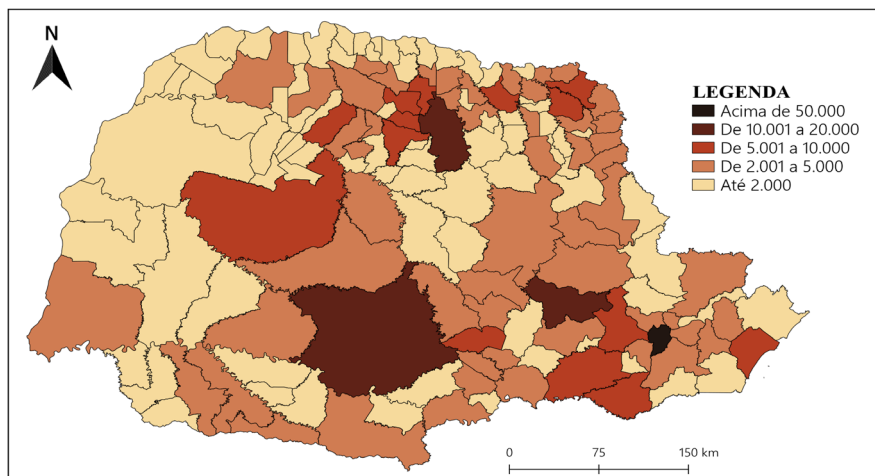 N
LEGENDA
Acima de 50.000
De 10.001 a 20.000
De 5.001 a 10.000
De 2.001 a 5.000
Até 2.000
0 75 150 km